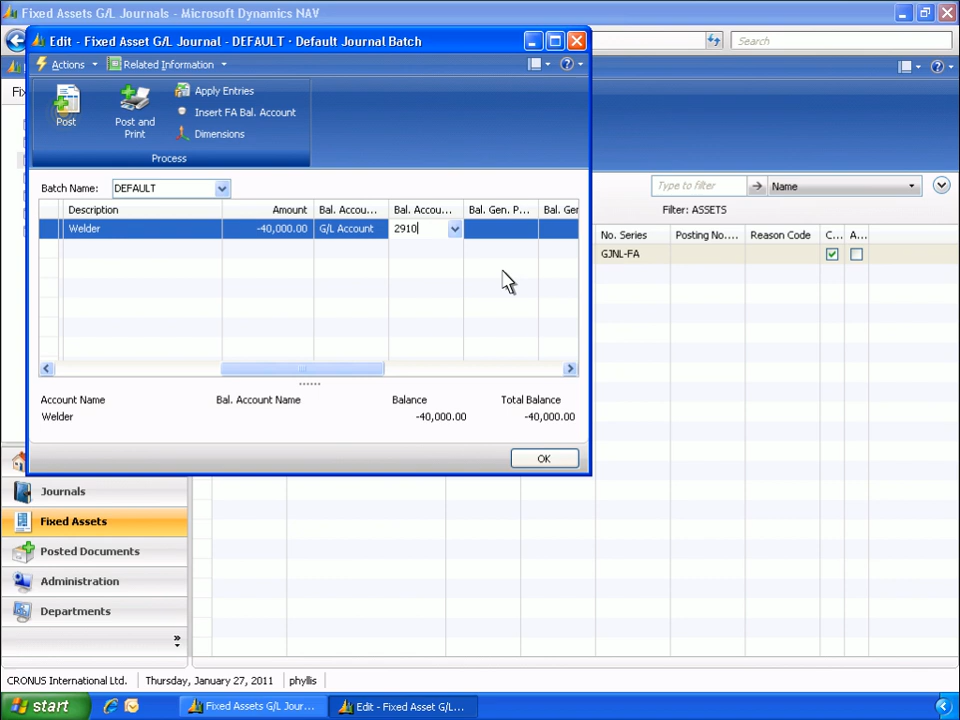 Fixed Assets G/L Journals - Microsoft Dynamics NAV
Edit - Fixed Asset G/L Journal - DEFAULT · Default Journal Batch
Search
Actions
Related Information
Post
Post and Print
Apply Entries
Insert FA Bal. Account
Dimensions
Process
Batch Name:
DEFAULT
Type to filter
Name
Filter: ASSETS
Description
Amount
Bal. Accou...
Bal. Accou...
Bal. Gen. P...
Bal. Ger
Welder
-40,000.00
G/L Account
2910
No. Series
Posting No....
Reason Code
C...
A...
GJNL-FA
Account Name
Bal. Account Name
Balance
Total Balance
Welder
-40,000.00
-40,000.00
OK
Journals
Fixed Assets
Posted Documents
Administration
Departments
CRONUS International Ltd.
Thursday, January 27, 2011
phyllis
start
Fixed Assets G/L Jour...
Edit - Fixed Asset G/L...